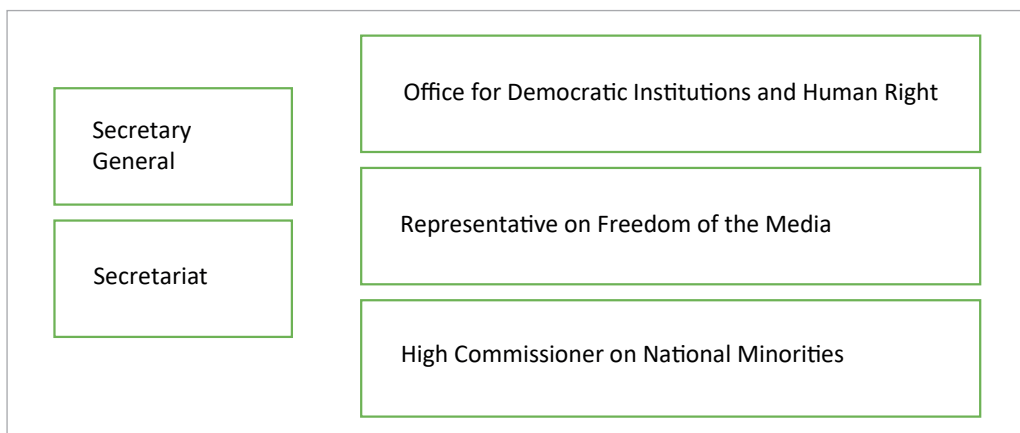 Secretary
General
Secretariat
Office for Democratic Institutions and Human Right
Representative on Freedom of the Media
High Commissioner on National Minorities